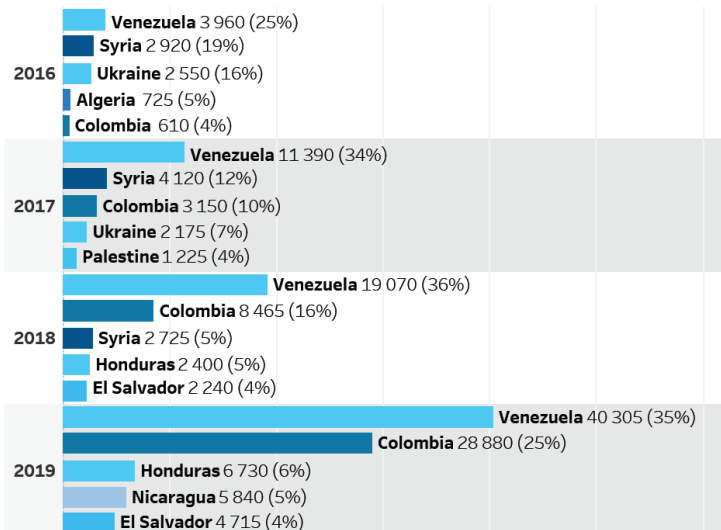 Venezuela 3 960 (25%)
Syria 2 920 (19%)
2016
Ukraine 2 550 (16%)
Algeria 725 (5%)
Colombia 610 (4%)
Venezuela 11 390 (34%)
Syria 4 120 (12%)
2017
Colombia 3 150 (10%)
Ukraine 2 175 (7%)
Palestine 1 225 (4%)
Venezuela 19 070 (36%)
Colombia 8 465 (16%)
2018
Syria 2 725 (5%)
Honduras 2 400 (5%)
El Salvador 2 240 (4%)
Venezuela 40 305 (35%)
Colombia 28 880 (25%)
2019
Honduras 6 730 (6%)
Nicaragua 5 840 (5%)
El Salvador 4 715 (4%)